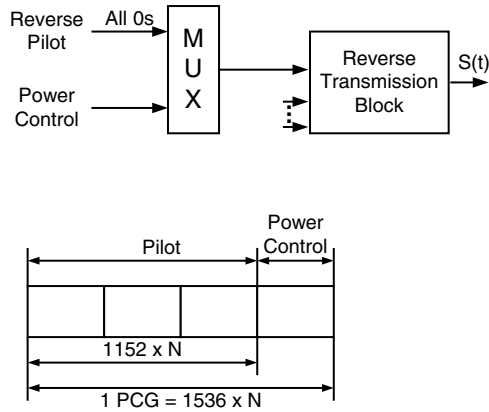 Reverse
Pilot
All 0s
M
U
X
Power
Control
Reverse
Transmission
Block
S(t)
Pilot
Power
Control
1152 x N
1 PCG = 1536 x N